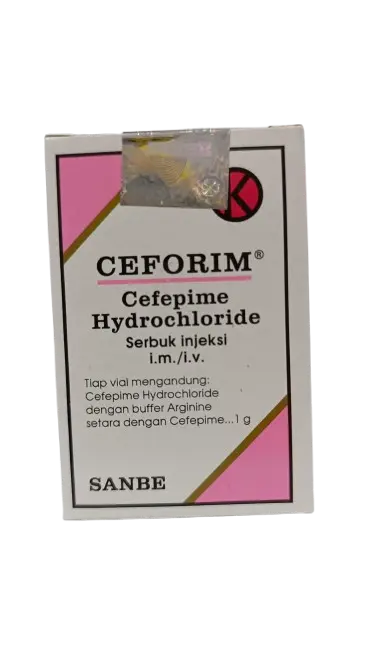 K
CEFORIM®
Cefepime
Hydrochloride
Serbuk injeksi
i.m./i.v.
Tiap vial mengandung:
Cefepime Hydrochloride
dengan buffer Arginine
setara dengan Cefepime...1 g
SANBE